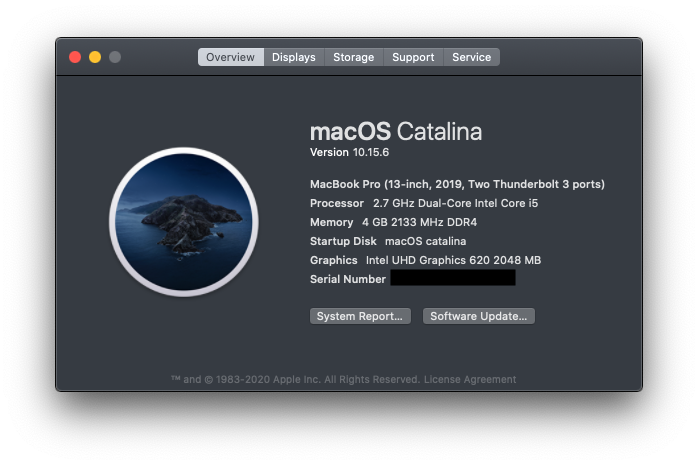 Overview Displays Storage Support Service
macOS Catalina
Version 10.15.6
MacBook Pro (13-inch, 2019, Two Thunderbolt 3 ports)
Processor 2.7 GHz Dual-Core Intel Core i5
Memory 4 GB 2133 MHz DDR4
Startup Disk macOS catalina
Graphics Intel UHD Graphics 620 2048 MB
Serial Number
System Report... Software Update...
™ and © 1983-2020 Apple Inc. All Rights Reserved. License Agreement